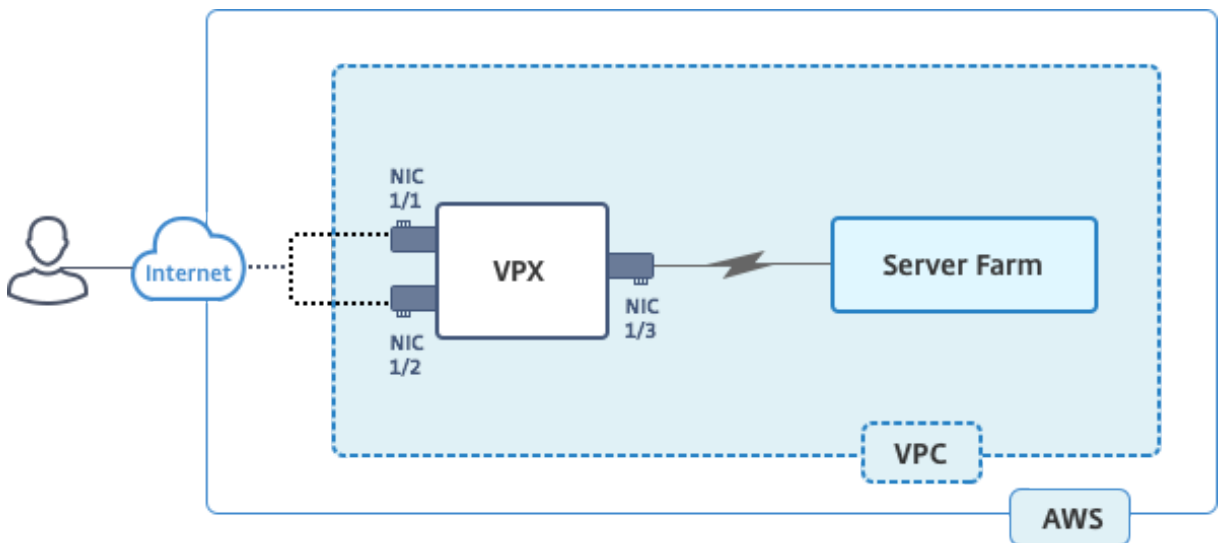 NIC
1/1
Internet
VPX
Server Farm
NIC
1/3
NIC
1/2
VPC
AWS